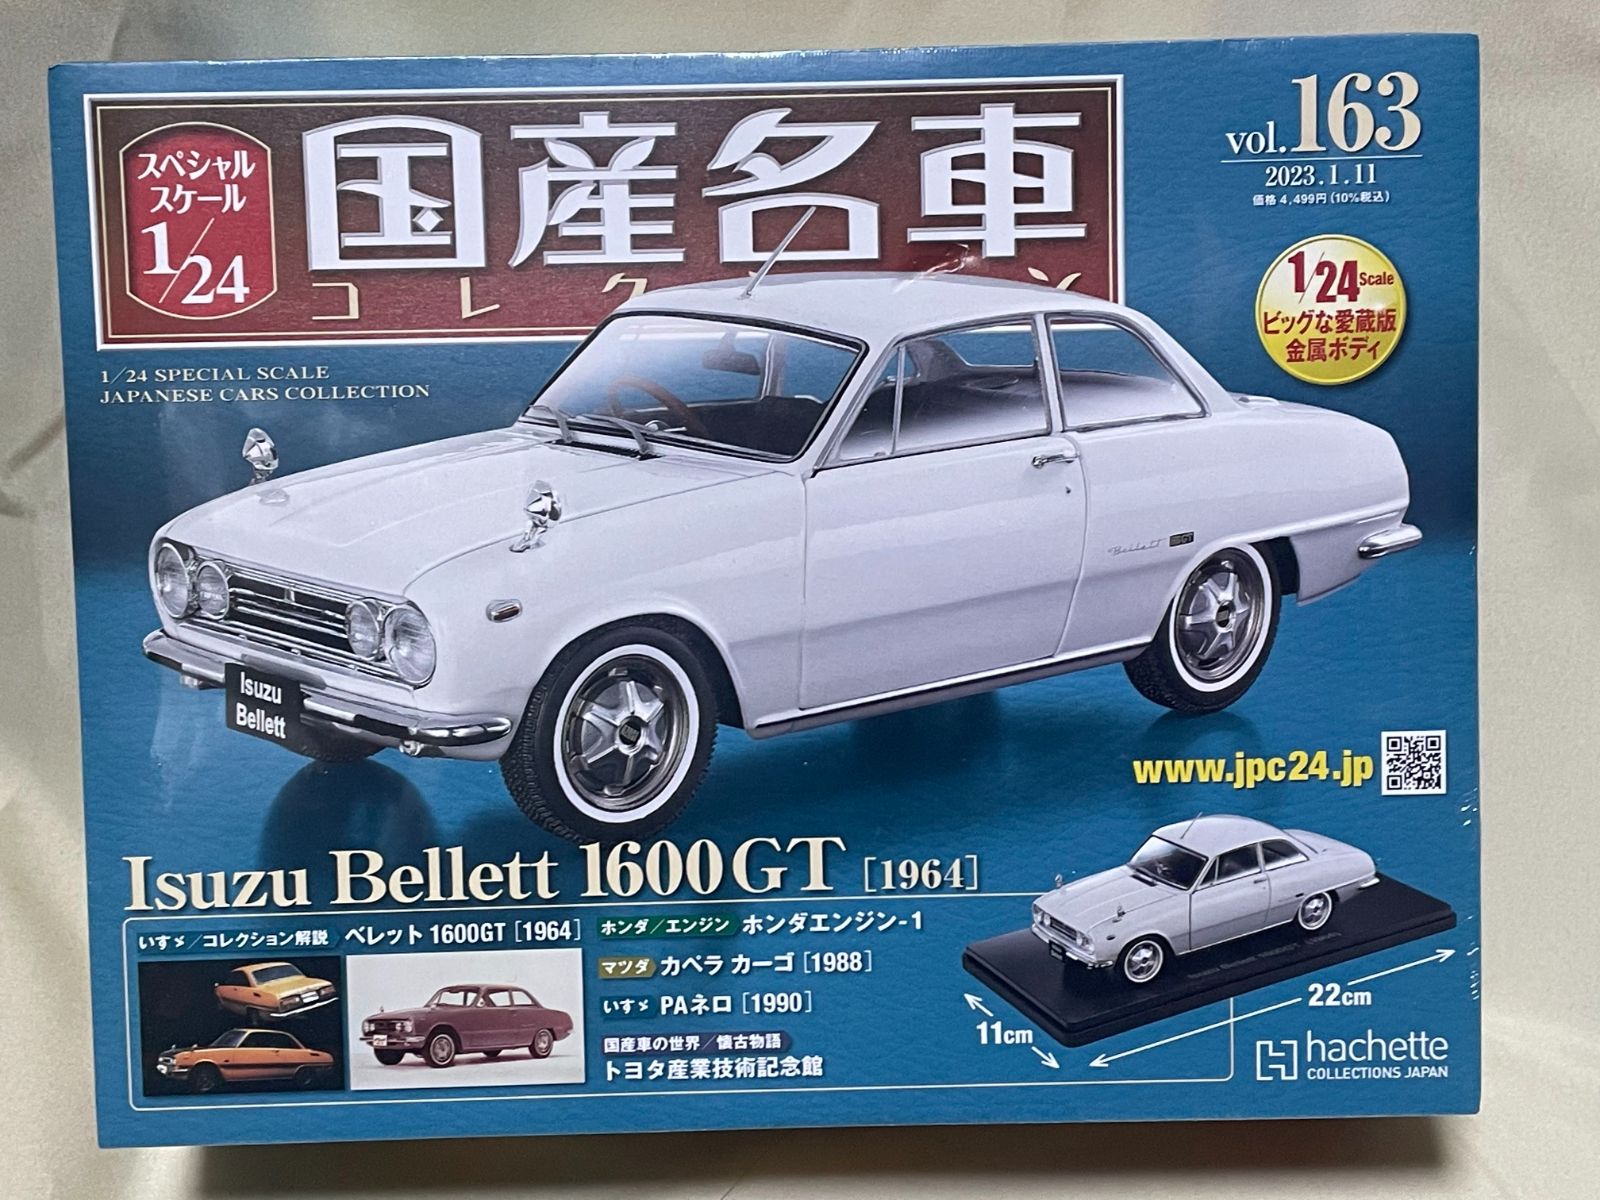 スペシャル
スケール
1/24
国産名車
コレクション
1/24 SPECIAL SCALE
JAPANESE CARS COLLECTION
vol.163
2023.1.11
価格 4,499円(10%税込)
1/24 Scale
ビッグな愛蔵版
金属ボディ
Bellett GT
Isuzu
Bellett
www.jpc24.jp
Isuzu Bellett 1600GT [1964]
いすゞ/コレクション解説 ベレット 1600GT [1964]
ホンダ/エンジン ホンダエンジン-1
マツダ カペラ カーゴ [1988]
いすゞ PAネロ [1990]
国産車の世界/懐古物語
トヨタ産業技術記念館
Isuzu Bellett 1600GT (1964)
11cm
22cm
hachette
COLLECTIONS JAPAN